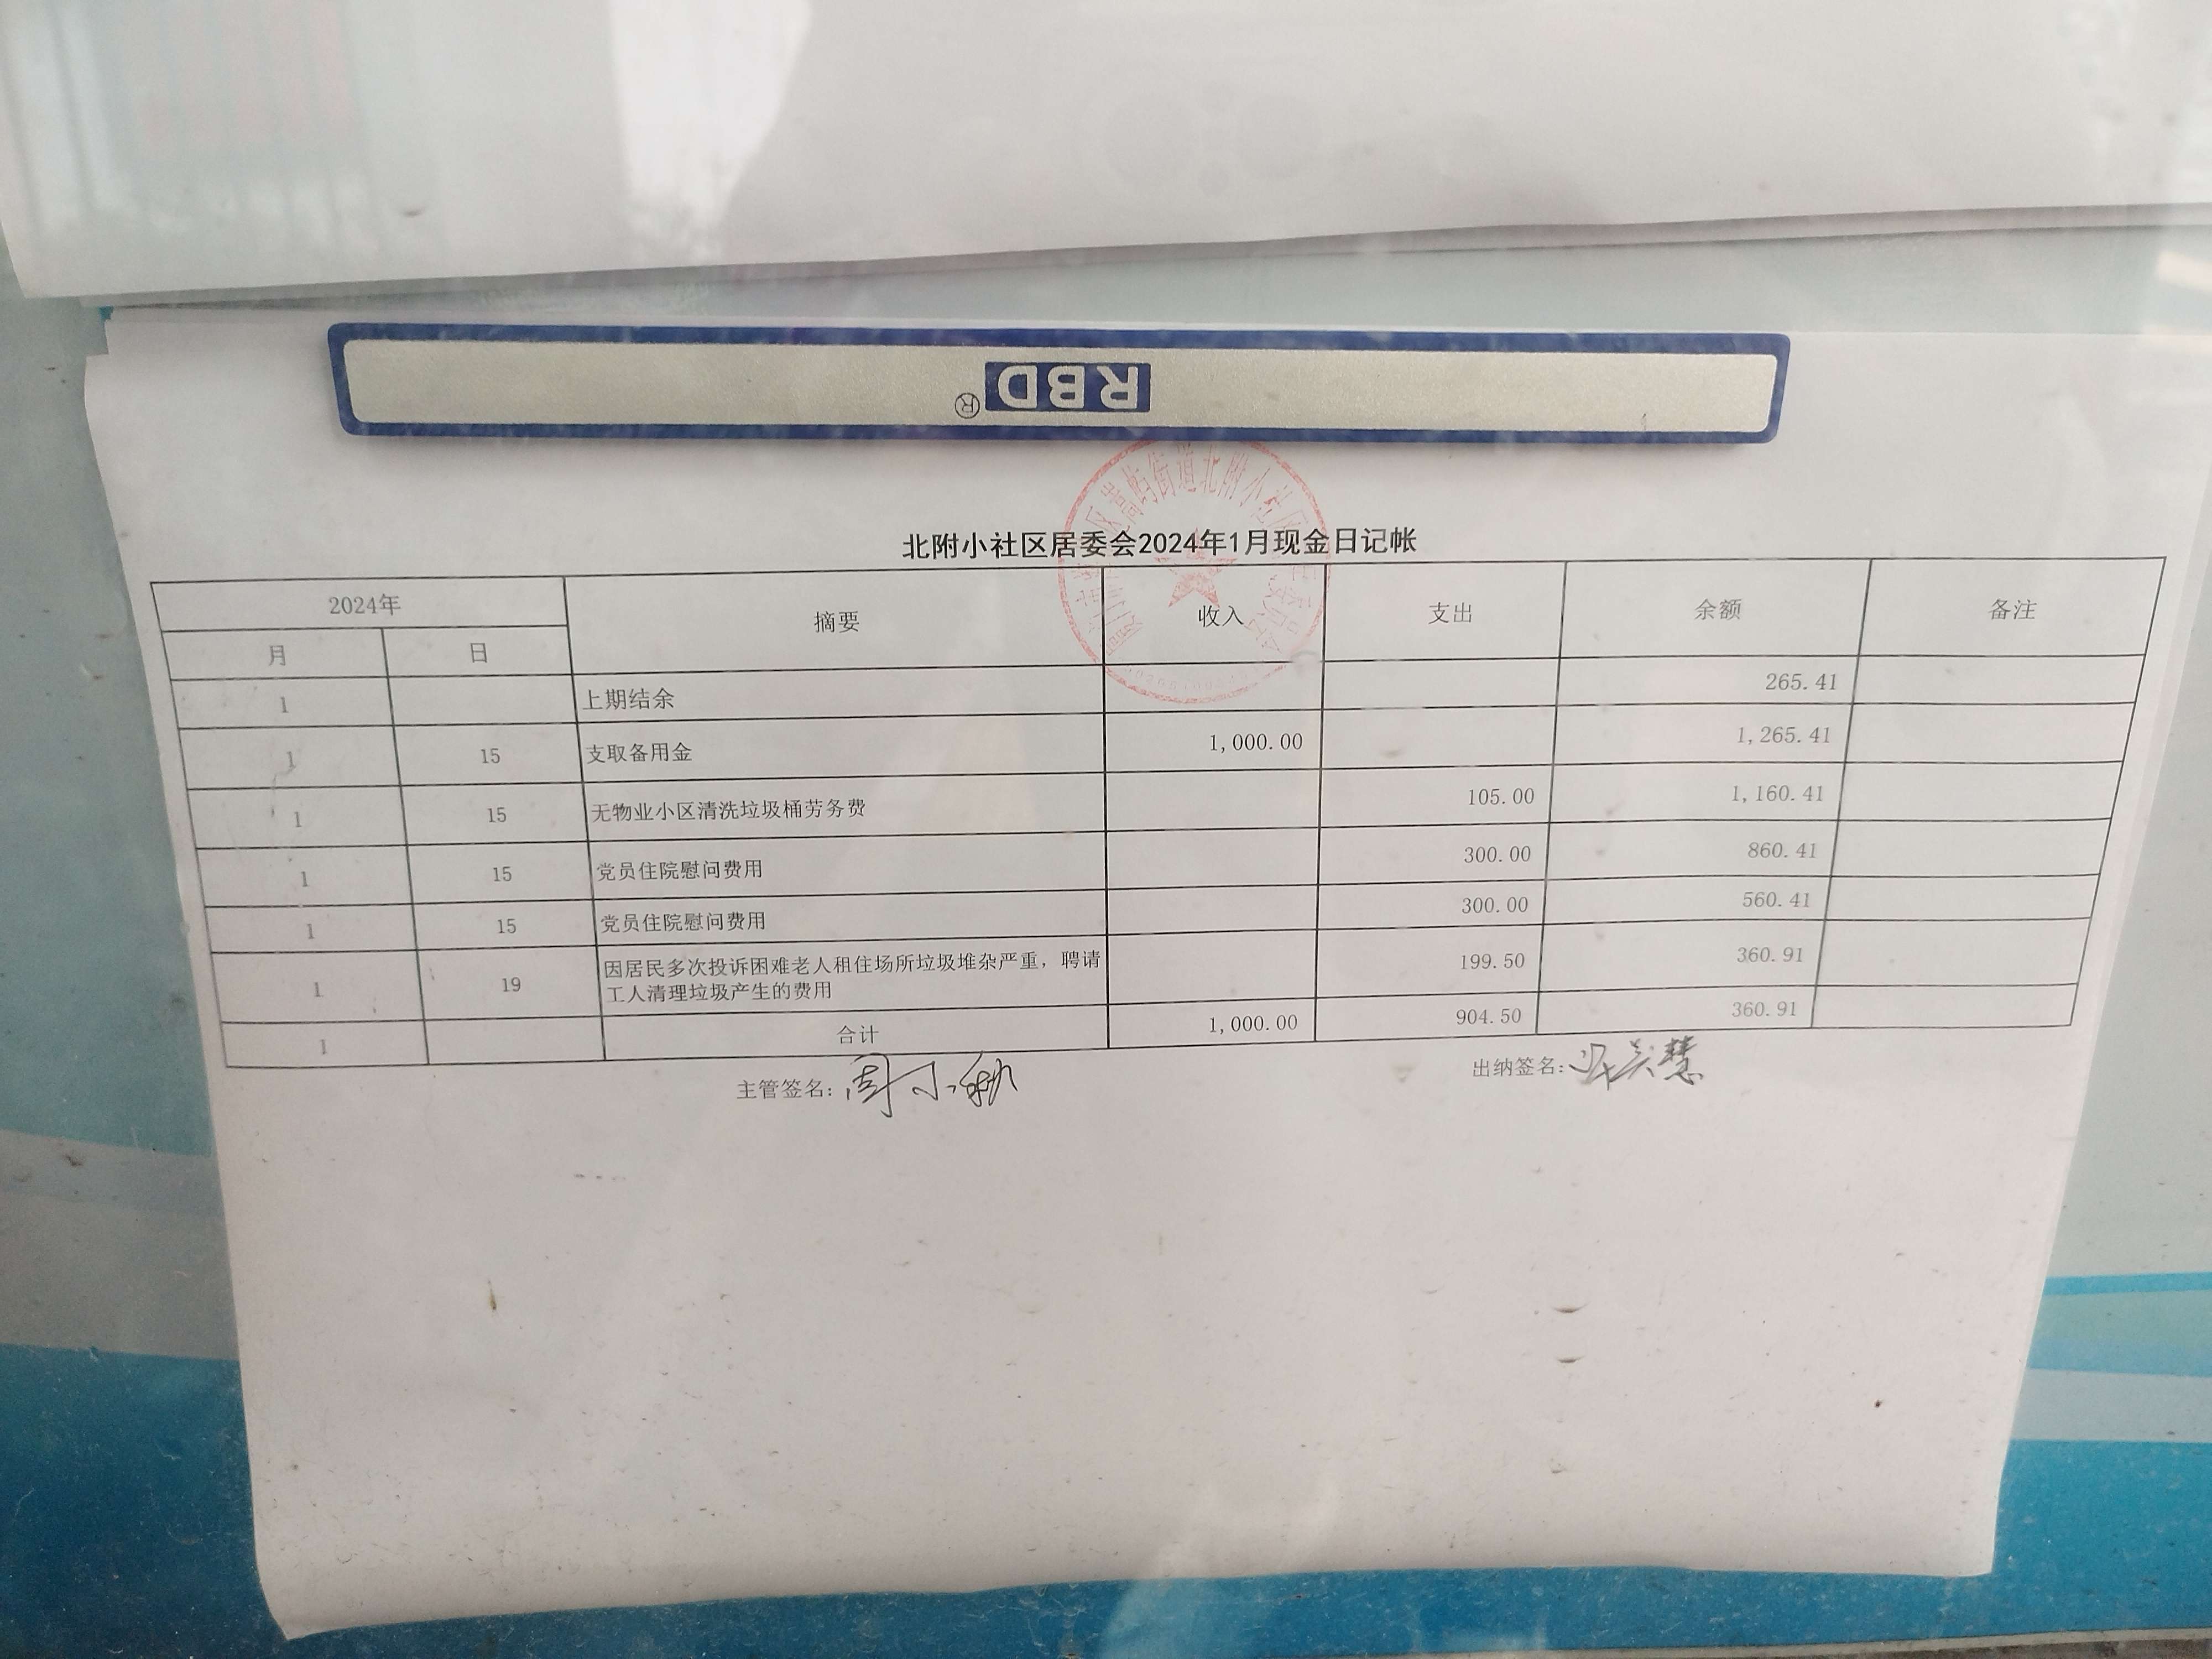 RBD®
北附小社区居委会2024年1月现金日记帐
2024年 摘要 收入 支出 余额 备注
月 日
1 上期结余 265.41
1 15 支取备用金 1,000.00 1,265.41
1 15 无物业小区清洗垃圾桶劳务费 105.00 1,160.41
1 15 党员住院慰问费用 300.00 860.41
1 15 党员住院慰问费用 300.00 560.41
1 19 因居民多次投诉困难老人租住场所垃圾堆杂严重，聘请 199.50 360.91
工人清理垃圾产生的费用
1 合计 1,000.00 904.50 360.91
主管签名：周小秋 出纳签名：